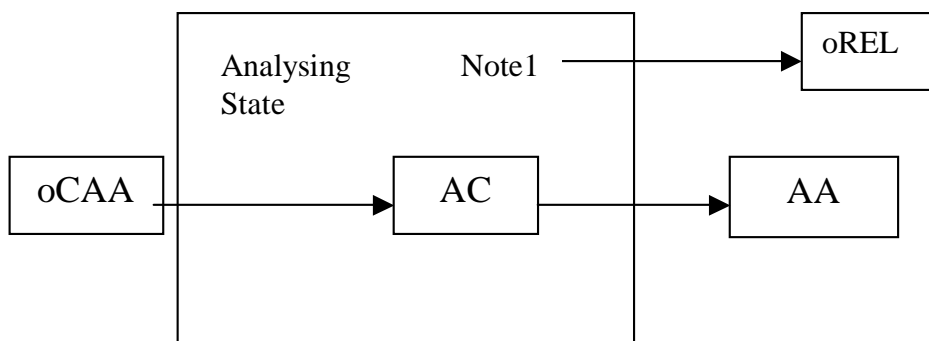 oREL
Analysing Note1
State
oCAA
AC
AA